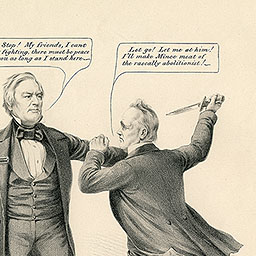 Stop! My friends, I cant
fighting, there must be peace
you as long as I stand here.
Let go! Let me at him!
I'll make Mince meat of
the rascally abolitionist!